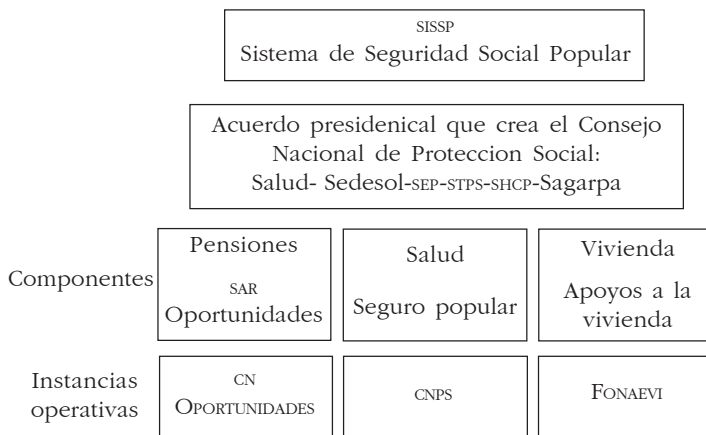 SISSP
Sistema de Seguridad Social Popular
Acuerdo presidenical que crea el Consejo
Nacional de Proteccion Social:
Salud- Sedesol-SEP-STPS-SHCP-Sagarpa
Componentes
Pensiones
SAR
Oportunidades
Salud
Seguro popular
Vivienda
Apoyos a la
vivienda
Instancias
operativas
CN
OPORTUNIDADES
CNPS
FONAEVI